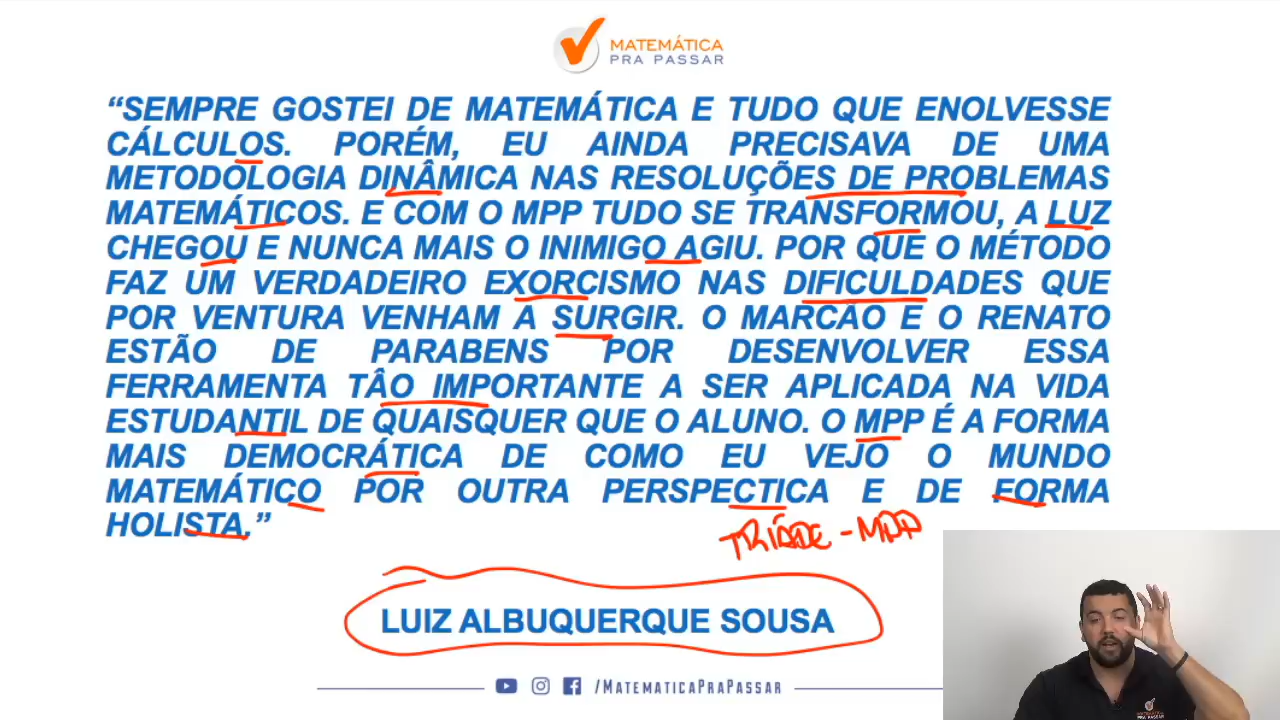 MATEMÁTICA
PRA PASSAR
“SEMPRE GOSTEI DE MATEMÁTICA E TUDO QUE ENOLVESSE
CÁLCULOS. PORÉM, EU AINDA PRECISAVA DE UMA
METODOLOGIA DINÂMICA NAS RESOLUÇÕES DE PROBLEMAS
MATEMÁTICOS. E COM O MPP TUDO SE TRANSFORMOU, A LUZ
CHEGOU E NUNCA MAIS O INIMIGO AGIU. POR QUE O MÉTODO
FAZ UM VERDADEIRO EXORCISMO NAS DIFICULDADES QUE
POR VENTURA VENHAM A SURGIR. O MARCÃO E O RENATO
ESTÃO DE PARABENS POR DESENVOLVER ESSA
FERRAMENTA TÂO IMPORTANTE A SER APLICADA NA VIDA
ESTUDANTIL DE QUAISQUER QUE O ALUNO. O MPP É A FORMA
MAIS DEMOCRÁTICA DE COMO EU VEJO O MUNDO
MATEMÁTICO POR OUTRA PERSPECTICA E DE FORMA
HOLISTA.”
TRÍADE - MPP
LUIZ ALBUQUERQUE SOUSA
/MATEMATICAPRAPASSAR